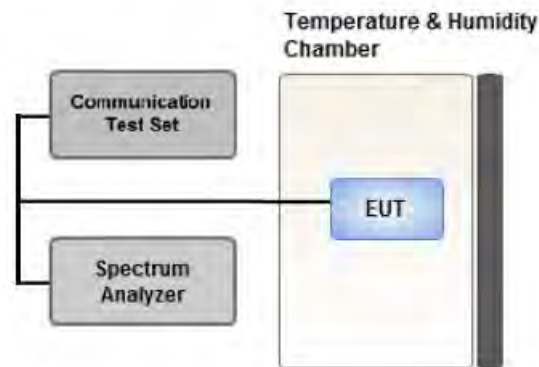 Temperature & Humidity
Chamber
Communication
Test Set
EUT
Spectrum
Analyzer